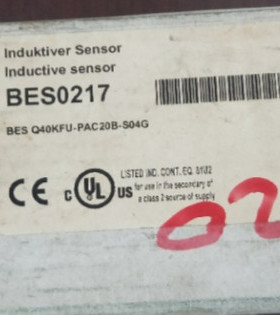 Induktiver Sensor
Inductive sensor
BES0217
BES Q40KFU-PAC20B-S04G
CE
c UL US
LISTED IND. CONT. EQ. 81U2
for use in the secondary of
a class 2 source of supply
02